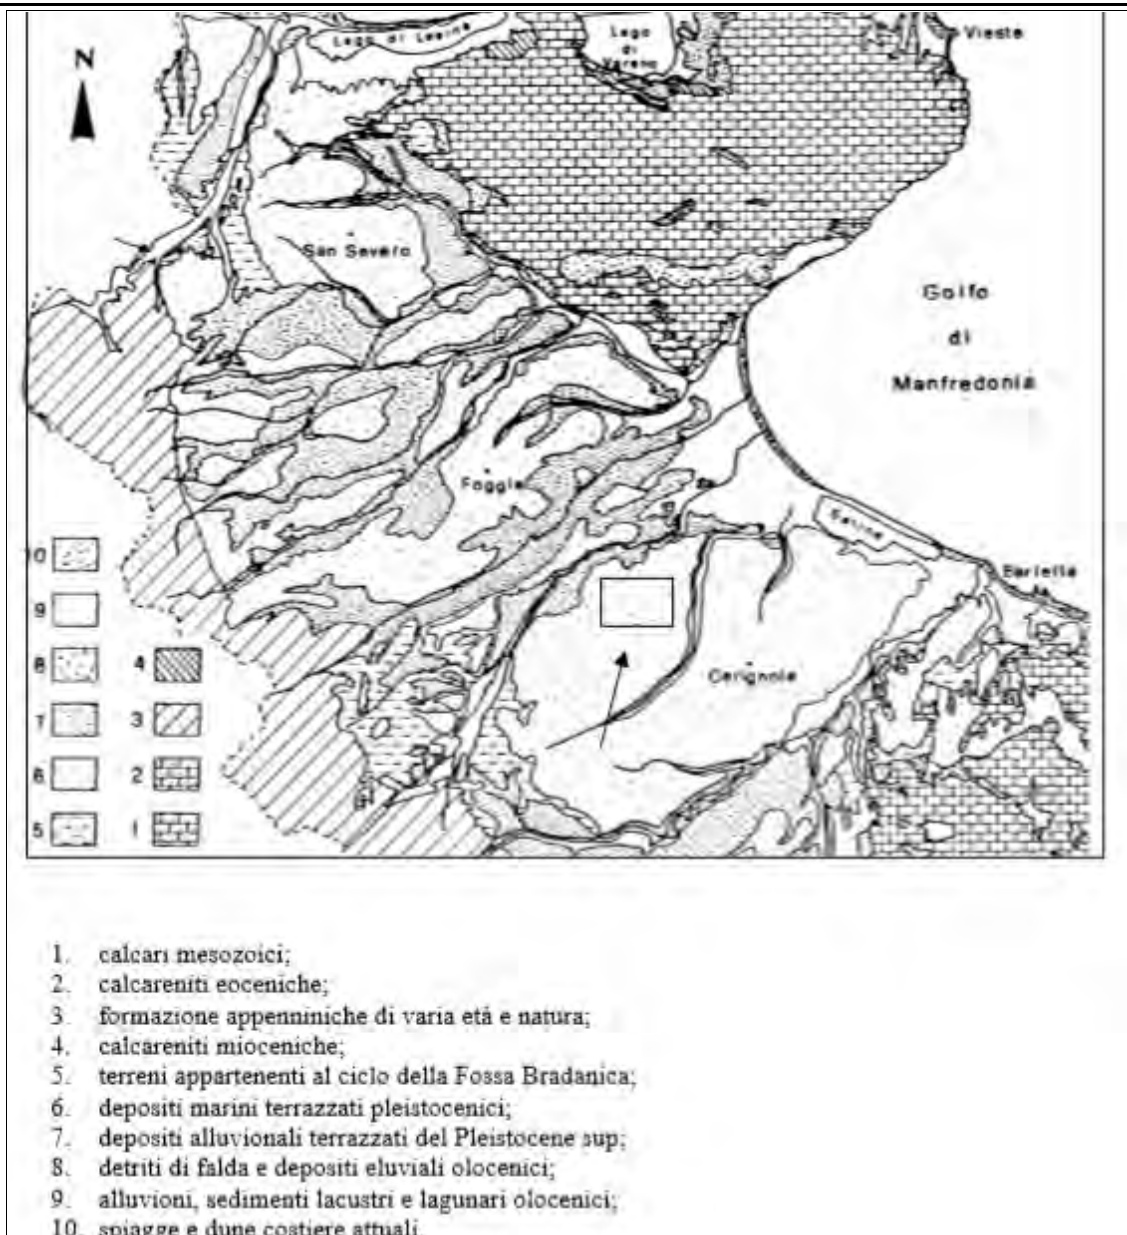 N
Lago di Lesina
Lago
di
Varano
Vieste
San Severo
Golfo
di
Manfredonia
Foggia
Saline
Barletta
Cerignola
10
9
8
4
7
3
6
2
5
1
1. calcari mesozoici;
2. calcareniti eoceniche;
3. formazione appenniniche di varia età e natura;
4. calcareniti mioceniche;
5. terreni appartenenti al ciclo della Fossa Bradanica;
6. depositi marini terrazzati pleistocenici;
7. depositi alluvionali terrazzati del Pleistocene sup;
8. detriti di falda e depositi eluviali olocenici;
9. alluvioni, sedimenti lacustri e lagunari olocenici;
10. spiagge e dune costiere attuali.